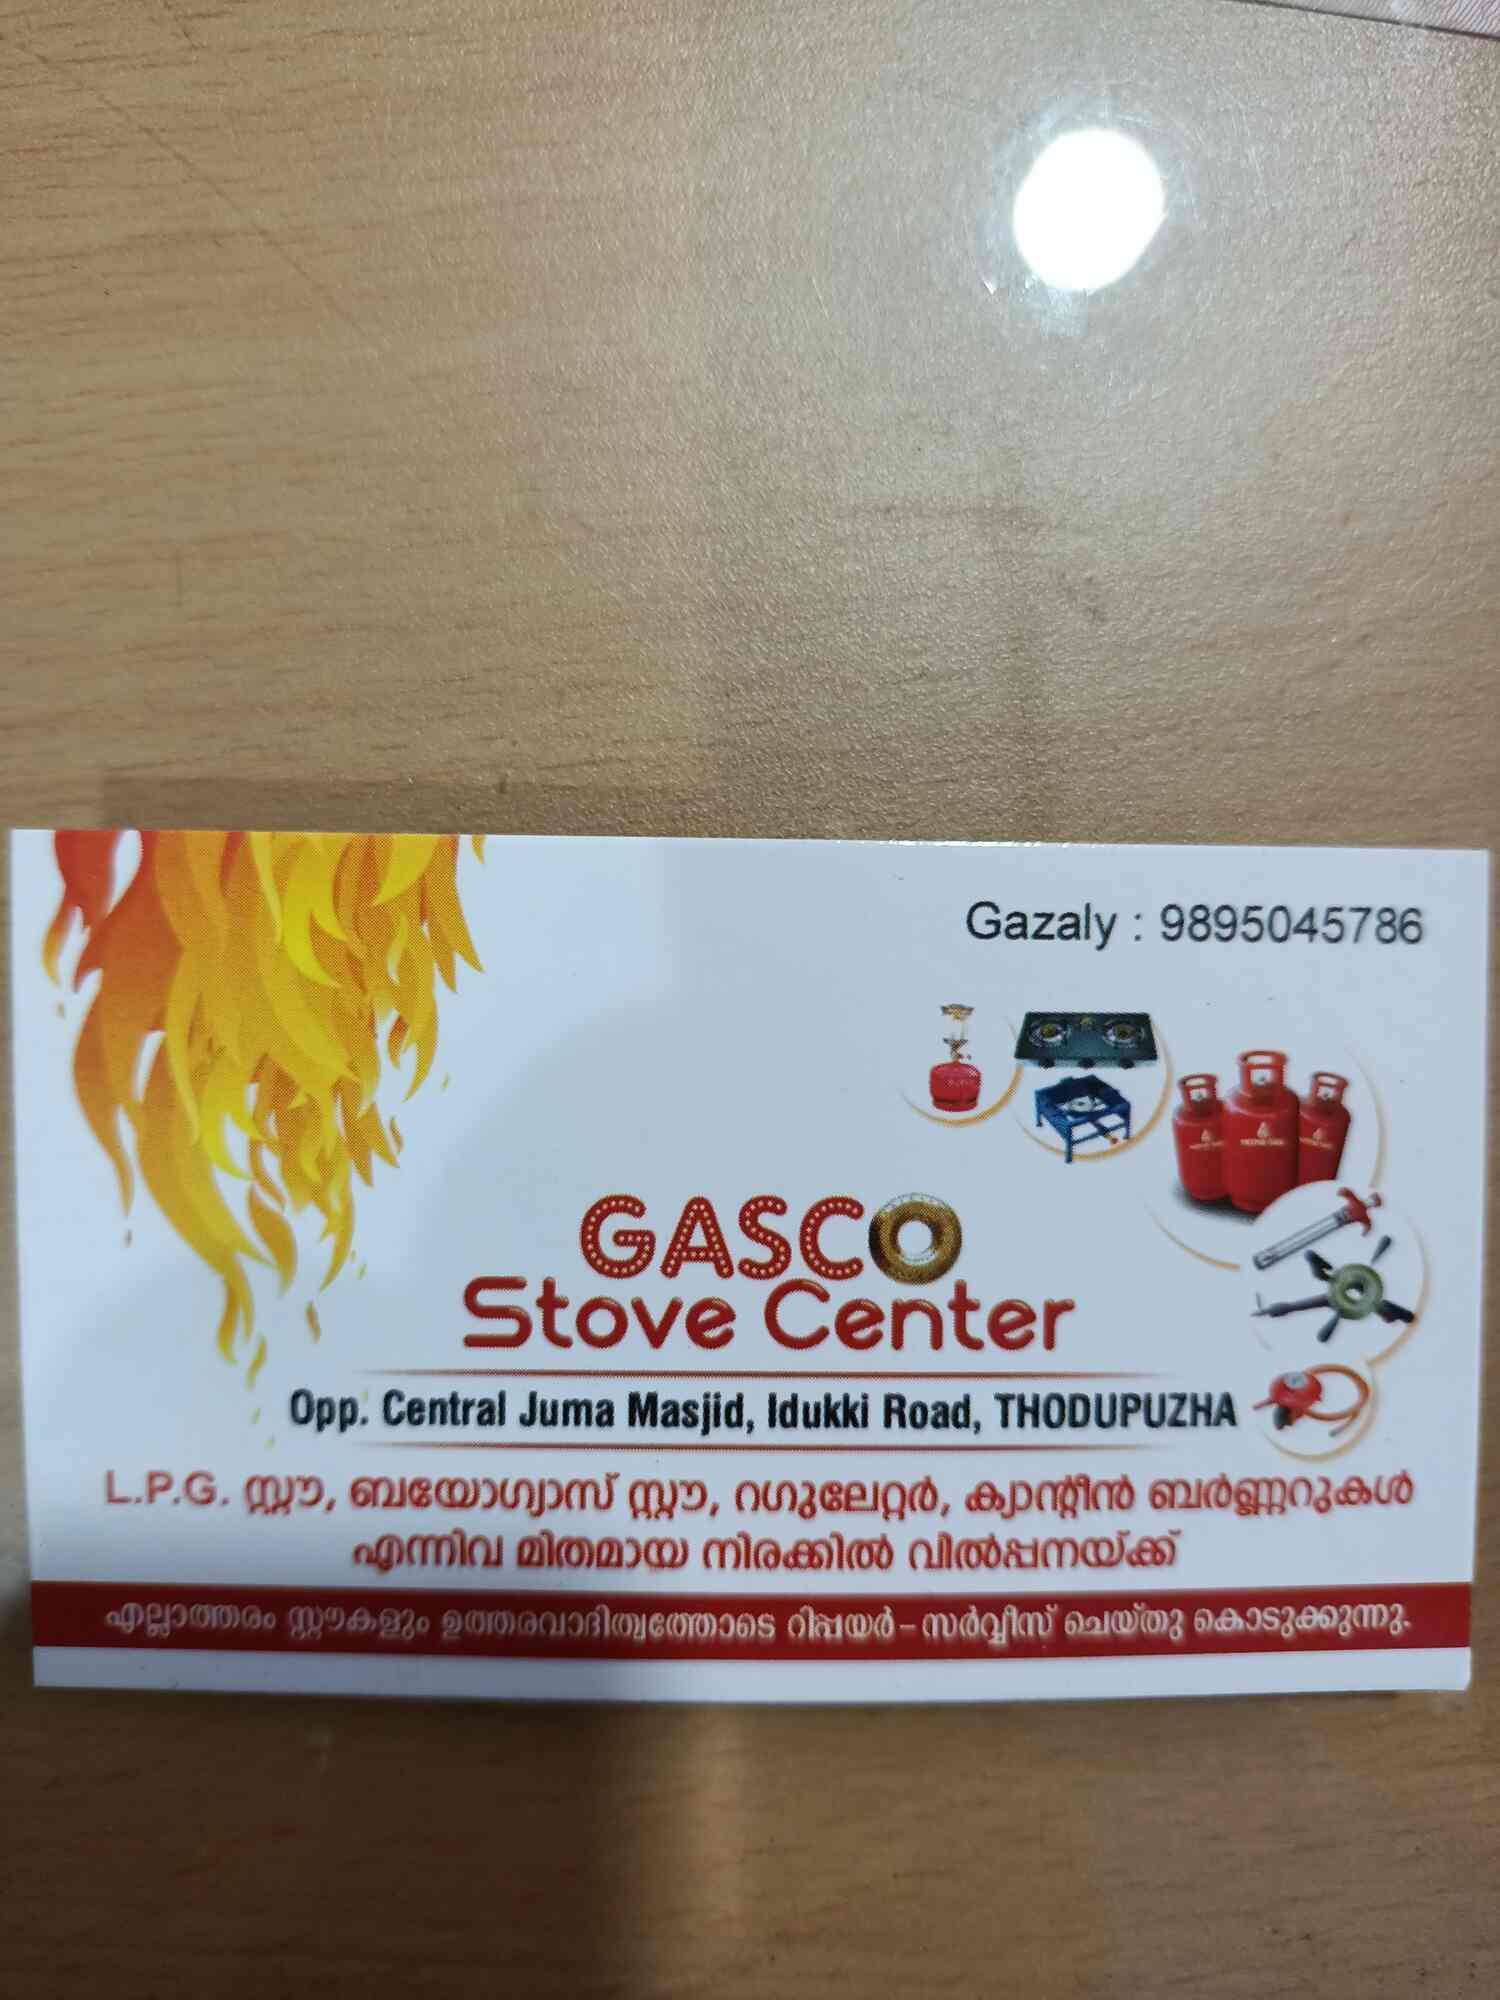 Gazaly : 9895045786
GASCO
Stove Center
Opp. Central Juma Masjid, Idukki Road, THODUPUZHA
L.P.G. സ്റ്റൗ, ബയോഗ്യാസ് സ്റ്റൗ, റഗുലേറ്റർ, ക്യാന്റീൻ ബർണ്ണറുകൾ
എന്നിവ മിതമായ നിരക്കിൽ വിൽപ്പനയ്ക്ക്
എല്ലാത്തരം സ്റ്റൗകളും ഉത്തരവാദിത്വത്തോടെ റിപ്പയർ - സർവ്വീസ് ചെയ്തു കൊടുക്കുന്നു.